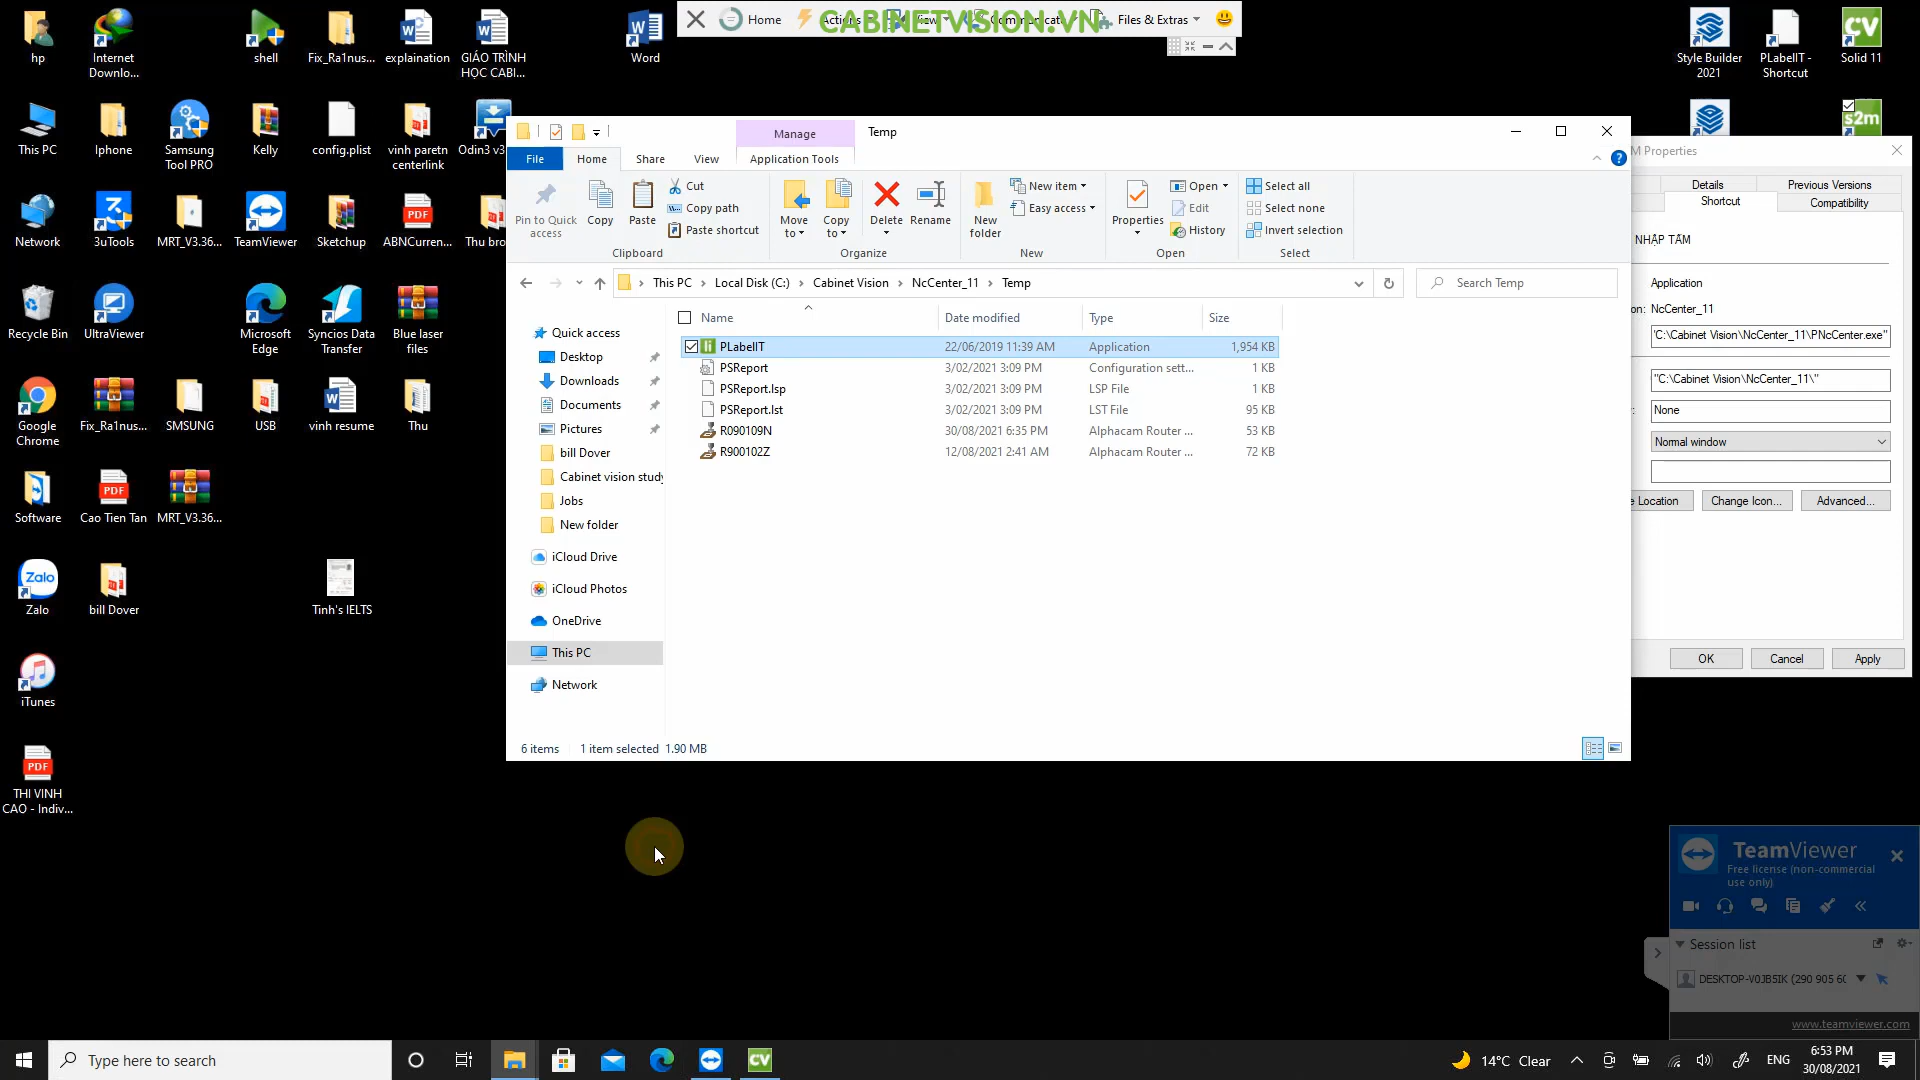 Home
Actions
View
Communicate
Files & Extras
CABINETVISION.VN
hp
Internet
Downlo...
shell
Fix_Ra1nus...
explaination
GIÁO TRÌNH
HỌC CABI...
Word
Style Builder
2021
PLabelIT -
Shortcut
Solid 11
This PC
Iphone
Samsung
Tool PRO
Kelly
config.plist
vinh paretn
centerlink
Odin3 v3
Network
3uTools
MRT_V3.36...
TeamViewer
Sketchup
ABNCurren...
Thu bro
Recycle Bin
UltraViewer
Microsoft
Edge
Syncios Data
Transfer
Blue laser
files
Google
Chrome
Fix_Ra1nus...
SMSUNG
USB
vinh resume
Thu
Software
Cao Tien Tan
MRT_V3.36...
Zalo
bill Dover
Tinh's IELTS
iTunes
THI VINH
CAO - Indiv...
Manage
Temp
File
Home
Share
View
Application Tools
Pin to Quick
access
Copy
Paste
Cut
Copy path
Paste shortcut
Clipboard
Move
to
Copy
to
Delete
Rename
Organize
New
folder
New item
Easy access
New
Properties
Open
Edit
History
Open
Select all
Select none
Invert selection
Select
This PC
Local Disk (C:)
Cabinet Vision
NcCenter_11
Temp
Search Temp
Name
Date modified
Type
Size
PLabelIT 22/06/2019 11:39 AM Application 1,954 KB
PSReport 3/02/2021 3:09 PM Configuration sett... 1 KB
PSReport.lsp 3/02/2021 3:09 PM LSP File 1 KB
PSReport.lst 3/02/2021 3:09 PM LST File 95 KB
R090109N 30/08/2021 6:35 PM Alphacam Router ... 53 KB
R900102Z 12/08/2021 2:41 AM Alphacam Router ... 72 KB
Quick access
Desktop
Downloads
Documents
Pictures
bill Dover
Cabinet vision study
Jobs
New folder
iCloud Drive
iCloud Photos
OneDrive
This PC
Network
6 items
1 item selected 1.90 MB
s2m
M Properties
Details
Previous Versions
Shortcut
Compatibility
NHẬP TẤM
Application
on: NcCenter_11
"C:\Cabinet Vision\NcCenter_11\PNcCenter.exe"
"C:\Cabinet Vision\NcCenter_11\"
None
Normal window
e Location
Change Icon...
Advanced...
OK
Cancel
Apply
TeamViewer
Free license (non-commercial
use only)
Session list
DESKTOP-V0JB5IK (290 905 60
www.teamviewer.com
Type here to search
14°C Clear
ENG
6:53 PM
30/08/2021